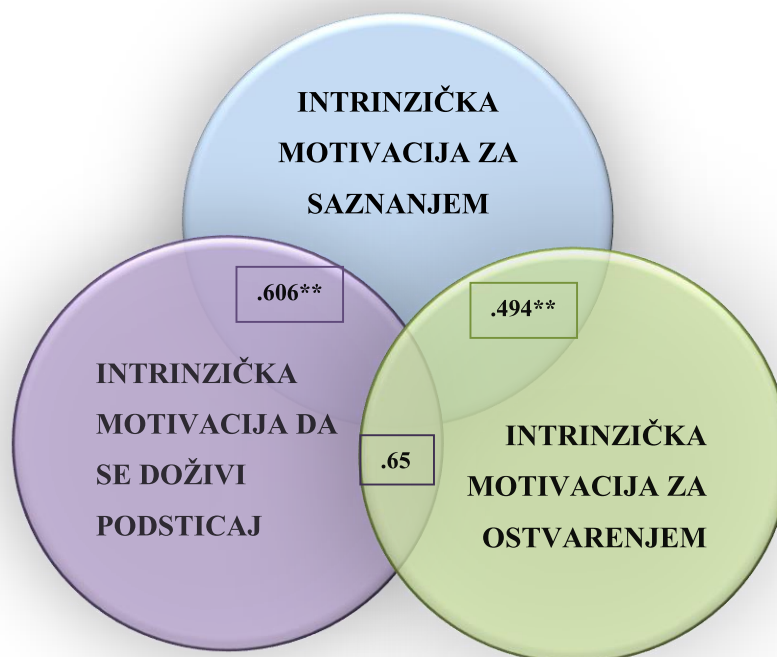 INTRINZIČKA
MOTIVACIJA ZA
SAZNANJEM
.606**
.494**
INTRINZIČKA
MOTIVACIJA DA
SE DOŽIVI
PODSTICAJ
.65
INTRINZIČKA
MOTIVACIJA ZA
OSTVARENJEM